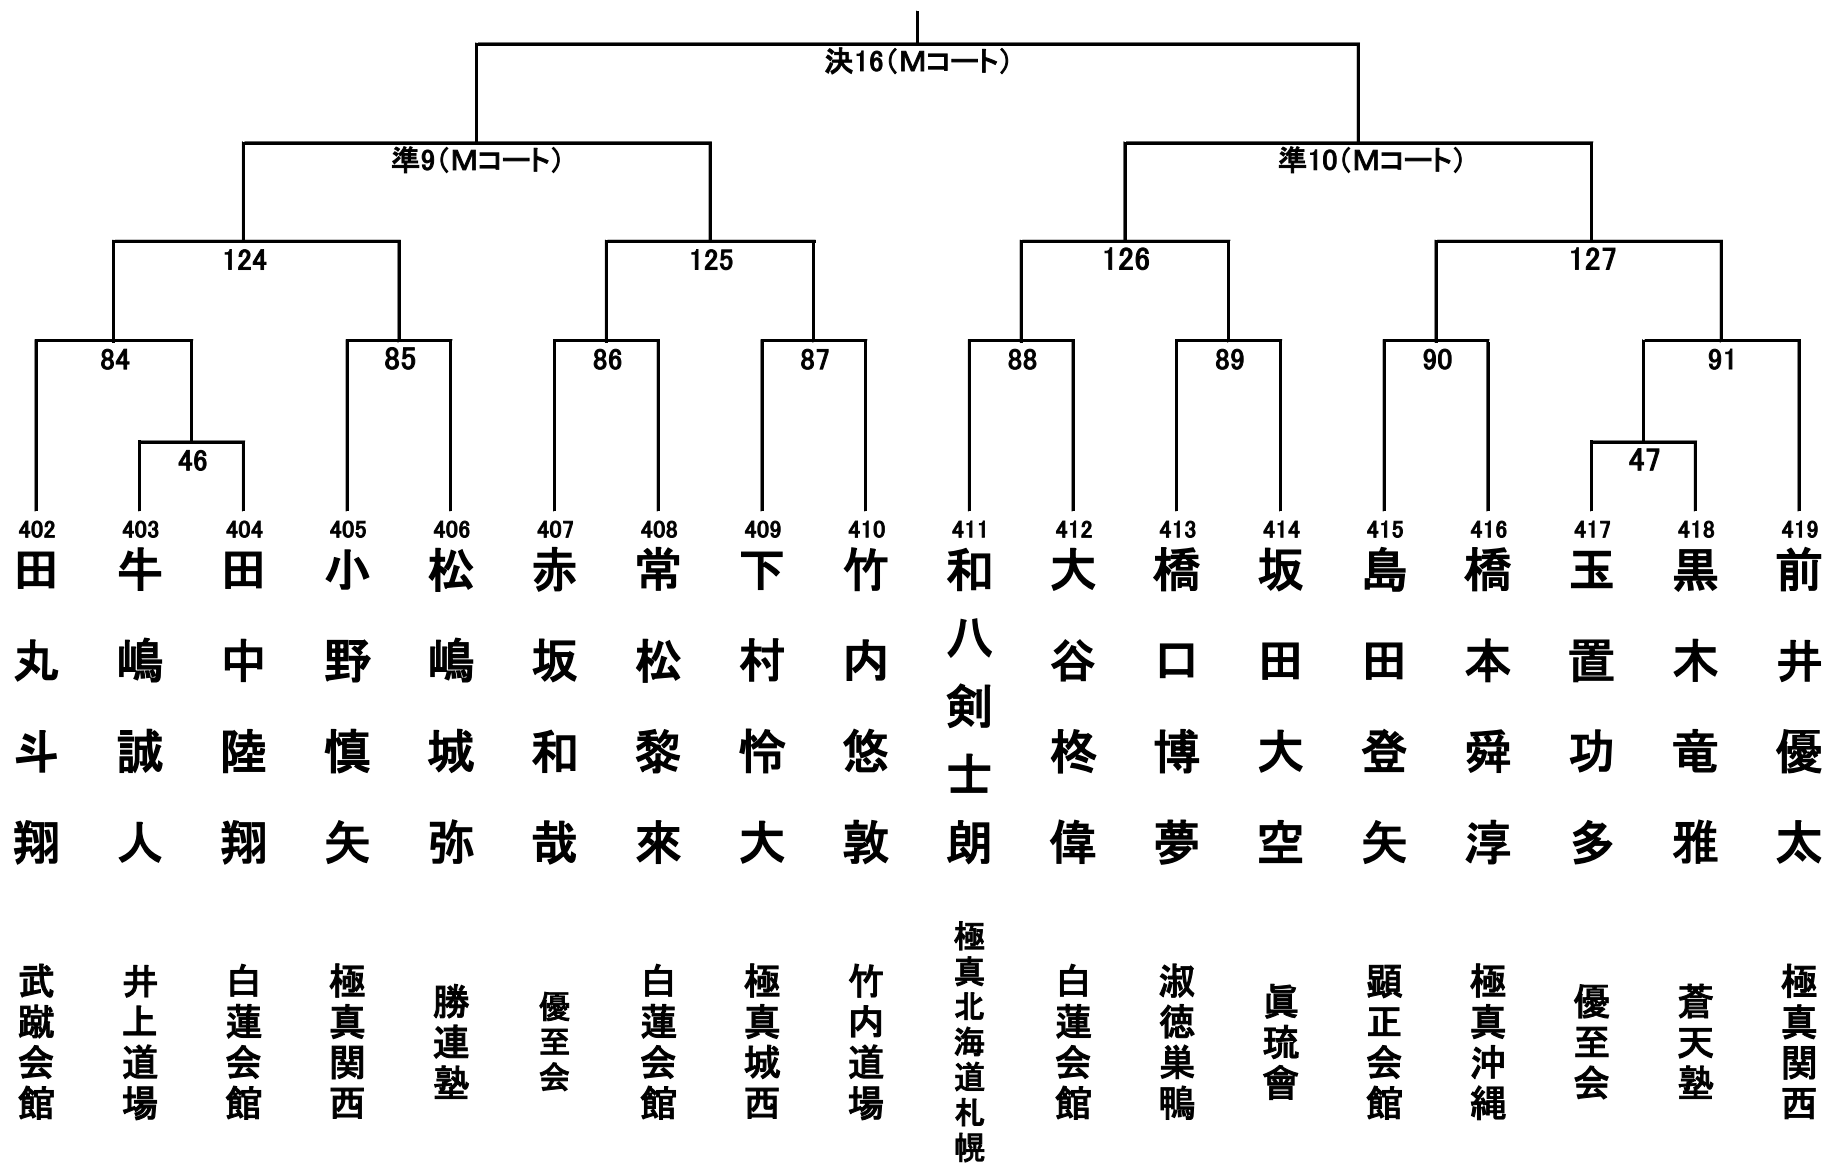 決16（Mコート）
準9（Mコート）
準10（Mコート）
124
125
126
127
84
85
86
87
88
89
90
91
46
47
402
403
404
405
406
407
408
409
410
411
412
413
414
415
416
417
418
419
田丸斗翔
牛嶋誠人
田中陸翔
小野慎矢
松嶋城弥
赤坂和哉
常松黎來
下村怜大
竹内悠敦
和八剣士朗
大谷柊偉
橋口博夢
坂田大空
島田登矢
橋本舜淳
玉置功多
黒木竜雅
前井優太
武蹴会館
井上道場
白蓮会館
極真関西
勝連塾
優至会
白蓮会館
極真城西
竹内道場
極真北海道札幌
白蓮会館
淑徳巣鴨
眞琉會
顕正会館
極真沖縄
優至会
蒼天塾
極真関西